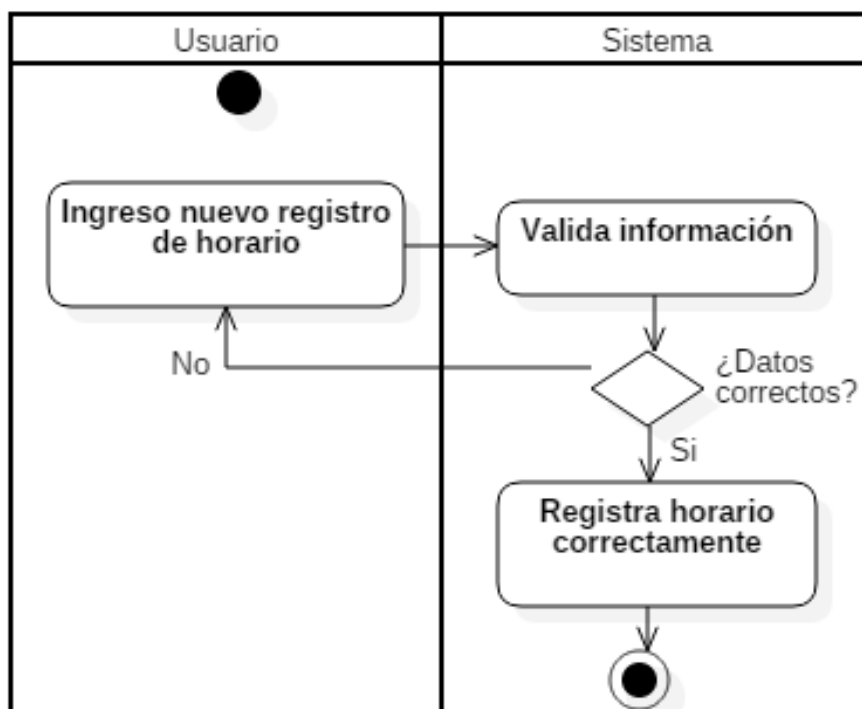 Usuario
Sistema
Ingreso nuevo registro
de horario
Valida información
No
¿Datos
correctos?
Si
Registra horario
correctamente